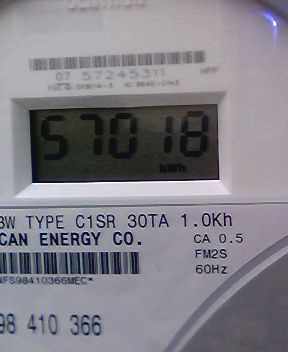 07 57245311
57018
kWh
3W TYPE C1SR 30TA 1.0Kh
CAN ENERGY CO. CA 0.5
FM2S
60Hz
NFS98410366MEC*
98 410 366